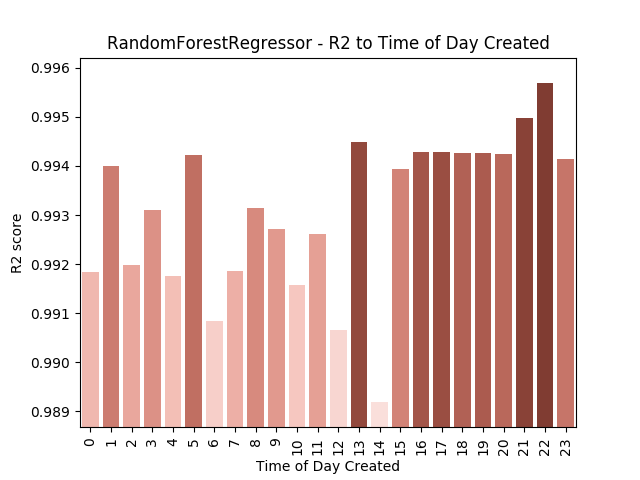 RandomForestRegressor - R2 to Time of Day Created
0.996
0.995
0.994
0.993
0.992
0.991
0.990
0.989
R2 score
0 1 2 3 4 5 6 7 8 9 10 11 12 13 14 15 16 17 18 19 20 21 22 23
Time of Day Created